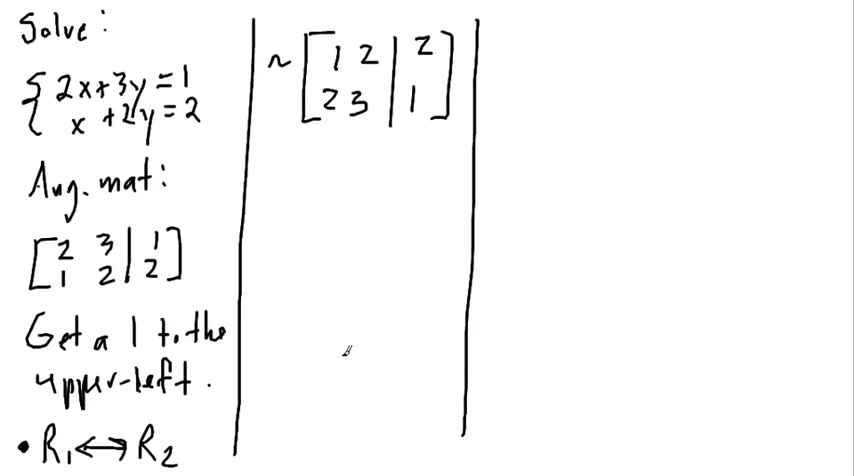 Solve:
{ 2x+3y=1
x+2y=2
Aug. mat:
[ 2 3 | 1
1 2 | 2 ]
Get a 1 to the
upper-left.
• R₁ ⟷ R₂
~ [ 1 2 | 2
2 3 | 1 ]